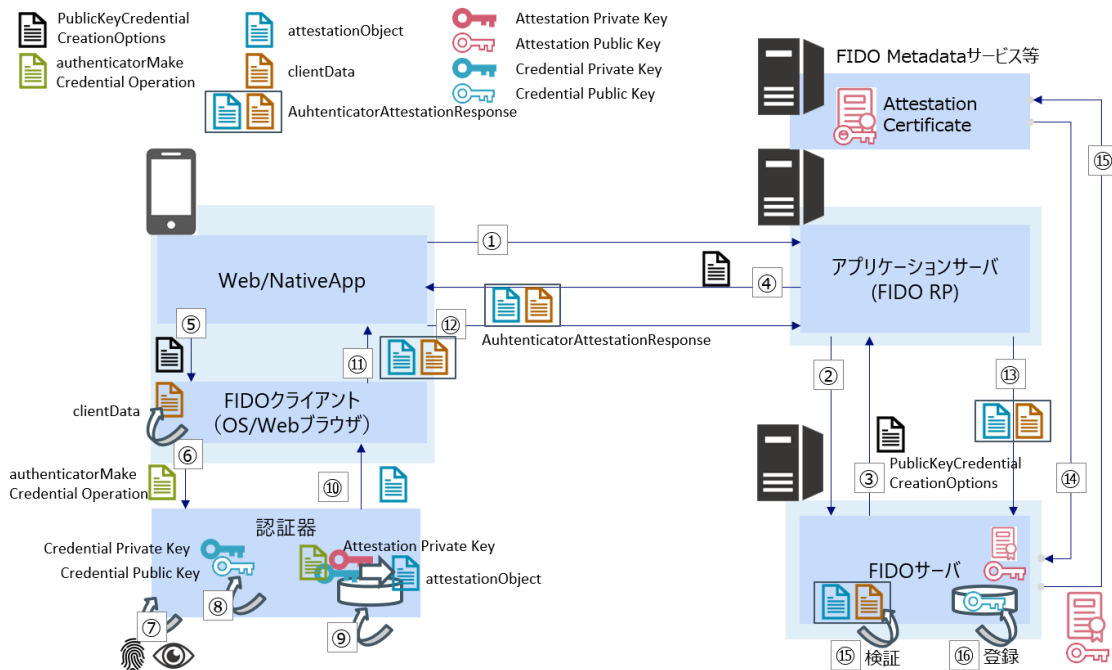 PublicKeyCredential
CreationOptions
authenticatorMake
Credential Operation
attestationObject
clientData
AuhtenticatorAttestationResponse
Attestation Private Key
Attestation Public Key
Credential Private Key
Credential Public Key
FIDO Metadataサービス等
Attestation
Certificate
⑮
①
Web/NativeApp
アプリケーションサーバ
(FIDO RP)
④
⑤
⑫
⑪
AuhtenticatorAttestationResponse
②
⑬
clientData
FIDOクライアント
(OS/Webブラウザ)
⑥
authenticatorMake
Credential Operation
⑩
PublicKeyCredential
CreationOptions
③
⑭
認証器
Credential Private Key
Credential Public Key
Attestation Private Key
attestationObject
FIDOサーバ
⑦
⑧
⑨
⑮ 検証
⑯ 登録